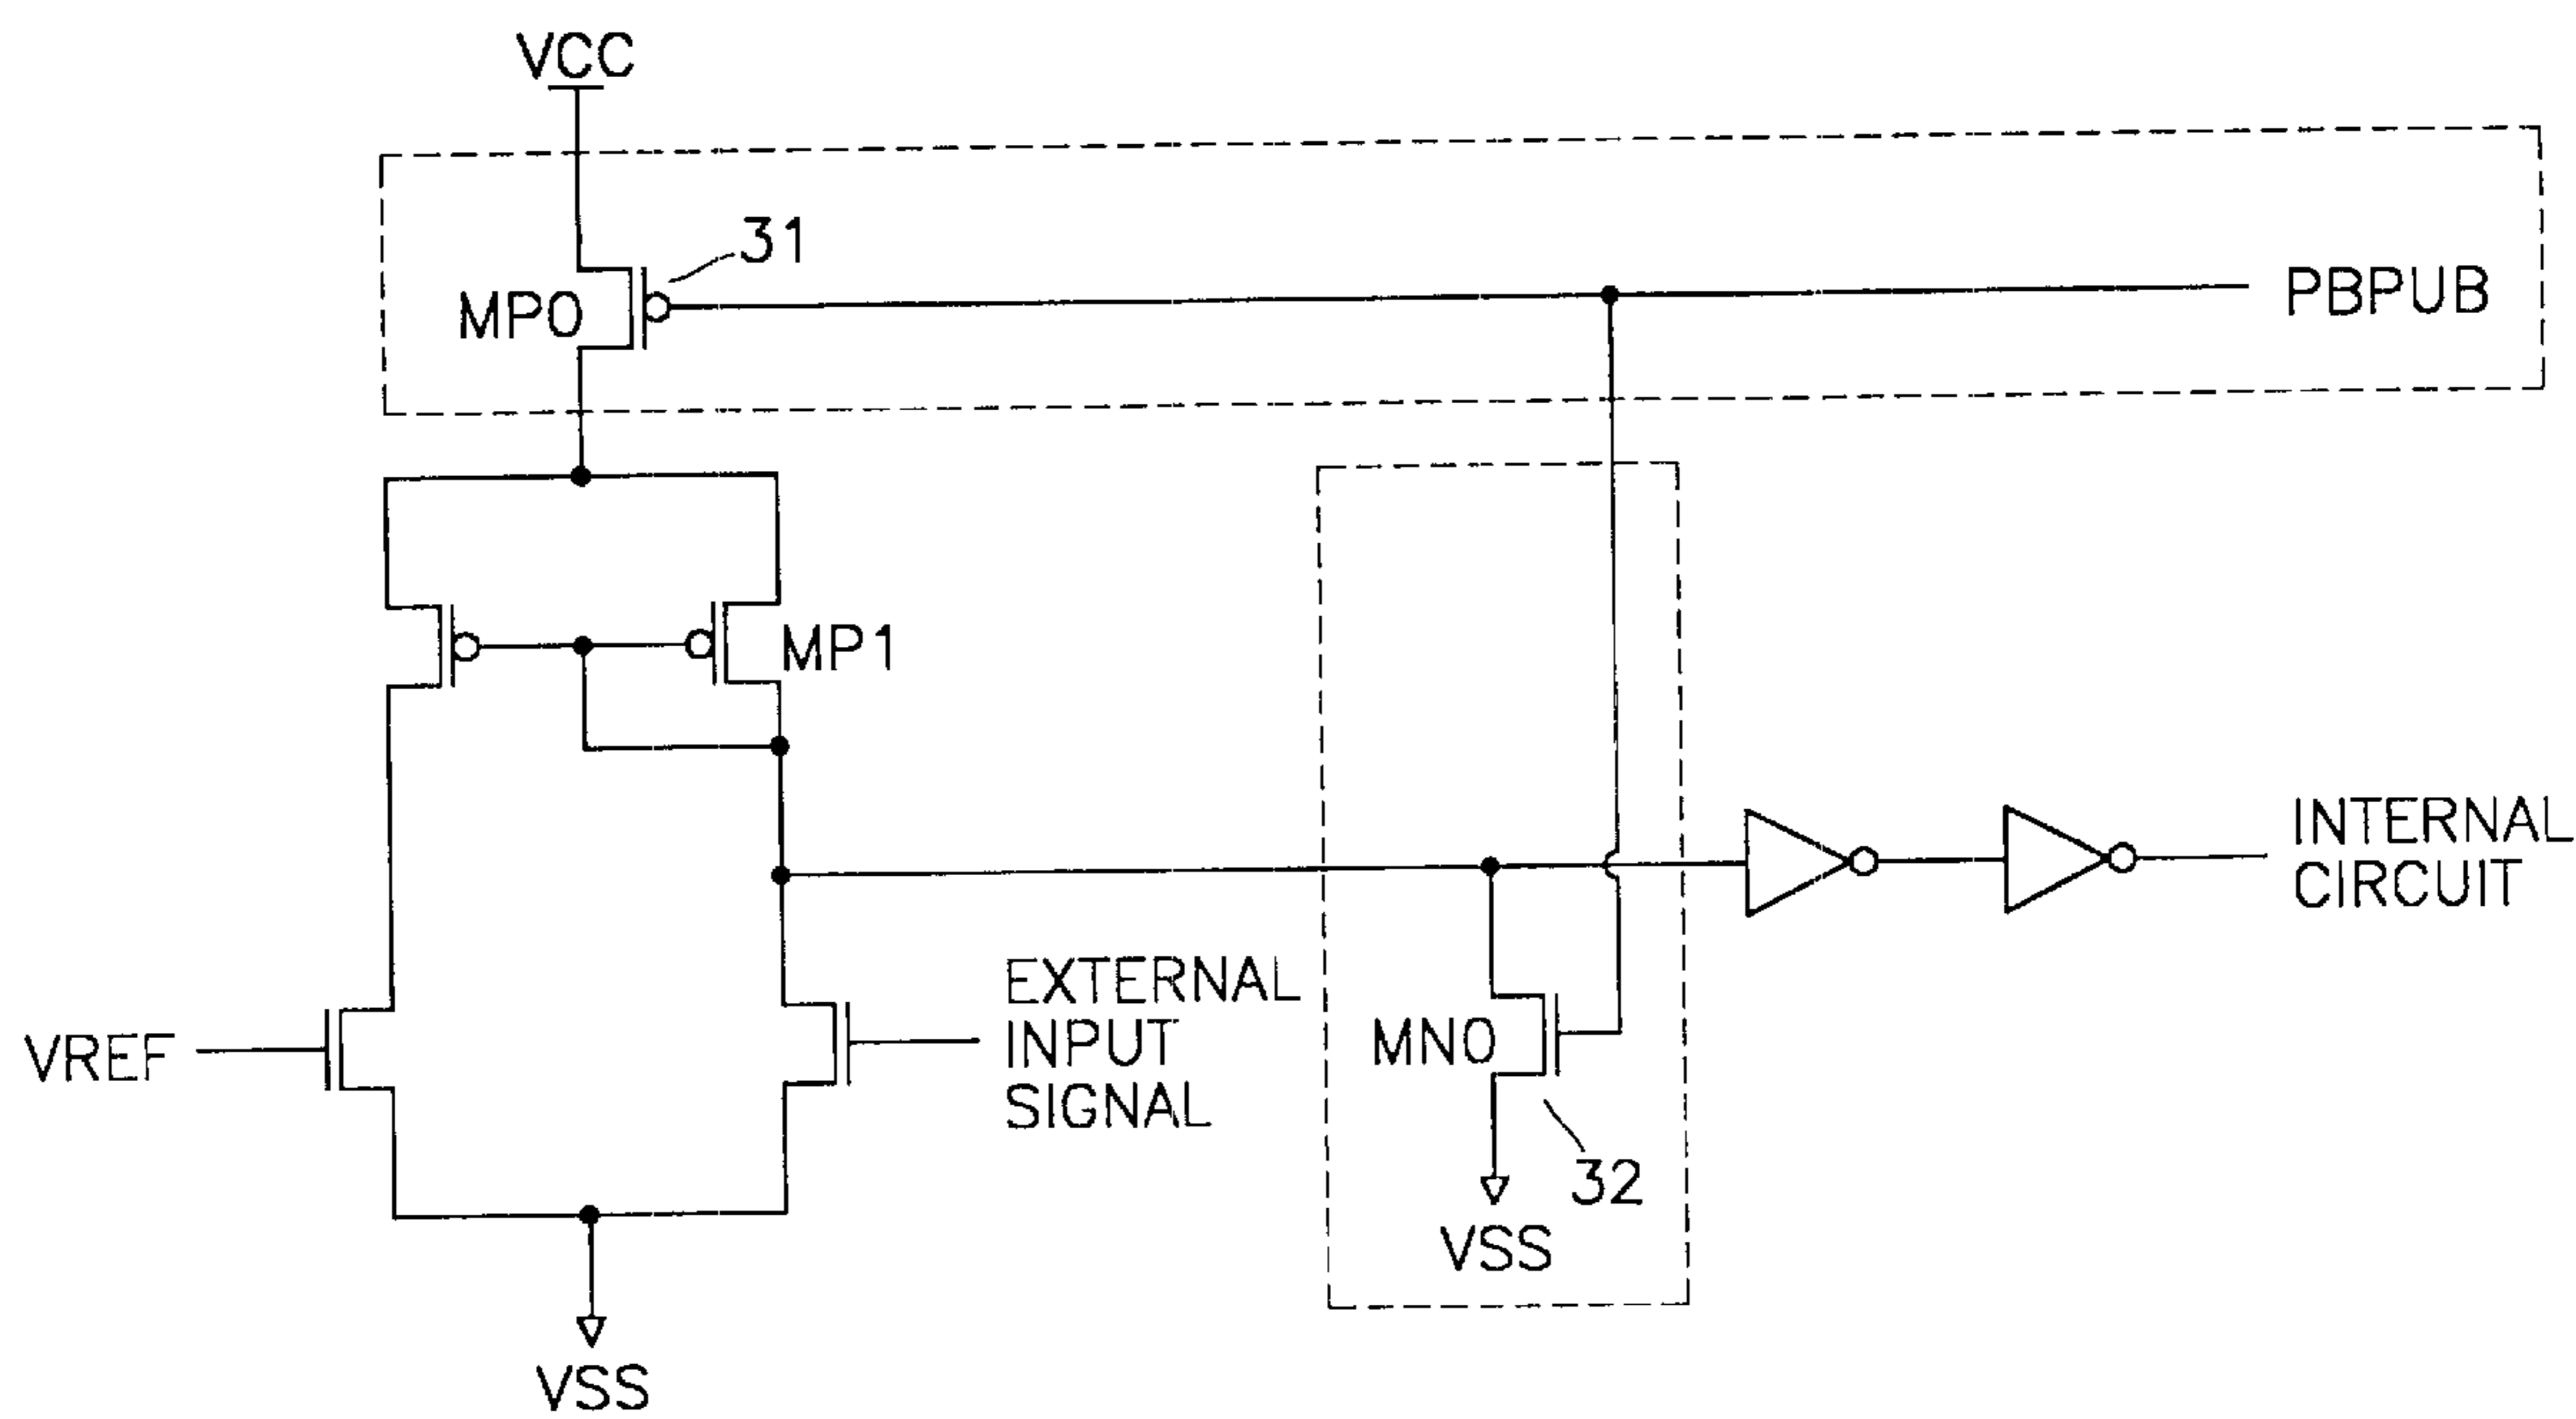 VCC
31
MP0
PBPUB
MP1
INTERNAL
CIRCUIT
EXTERNAL
INPUT
SIGNAL
VREF
MN0
32
VSS
VSS